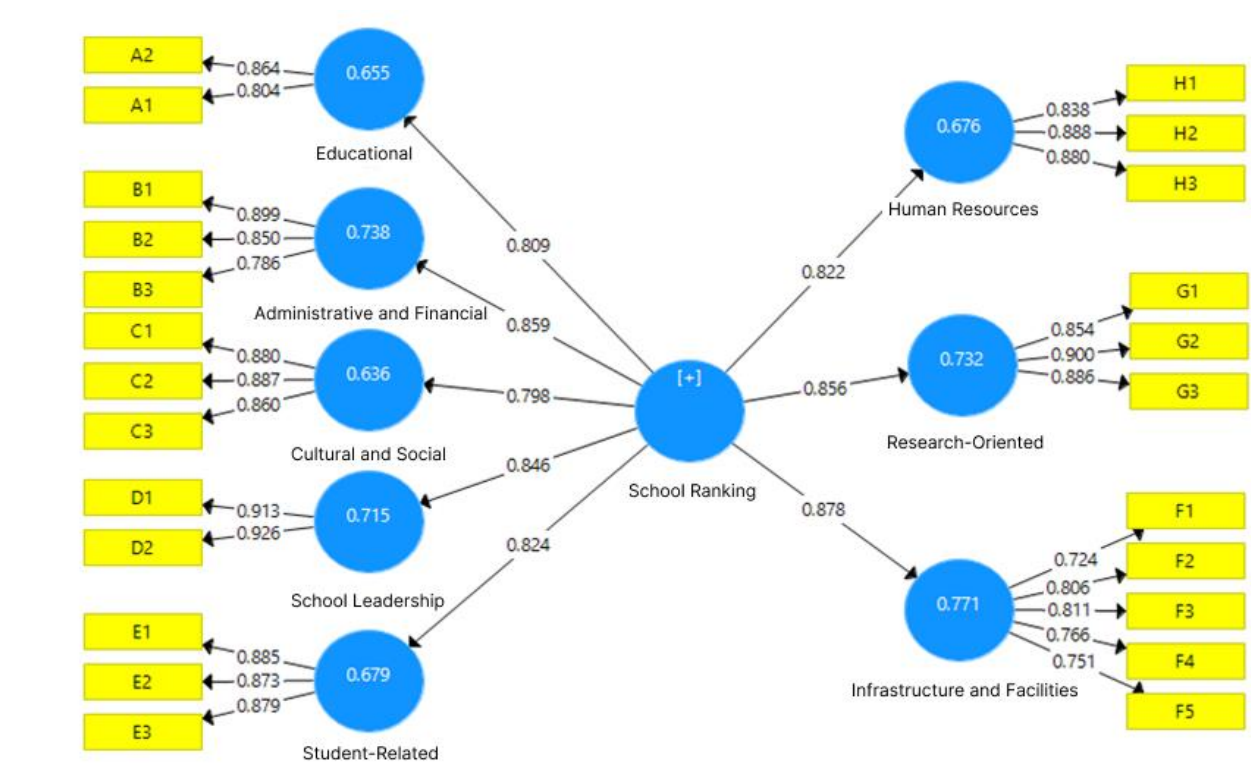 A2
0.864
0.804
A1
0.655
Educational
B1
0.899
B2
0.850
0.786
B3
0.738
Administrative and Financial
C1
0.880
C2
0.887
0.860
C3
0.636
Cultural and Social
D1
0.913
0.926
D2
0.715
School Leadership
E1
0.885
E2
0.873
0.879
E3
0.679
Student-Related
0.809
0.859
0.798
0.846
0.824
[+]
School Ranking
0.822
0.856
0.878
0.676
Human Resources
0.838
0.888
0.880
H1
H2
H3
0.732
Research-Oriented
0.854
0.900
0.886
G1
G2
G3
0.771
Infrastructure and Facilities
0.724
0.806
0.811
0.766
0.751
F1
F2
F3
F4
F5